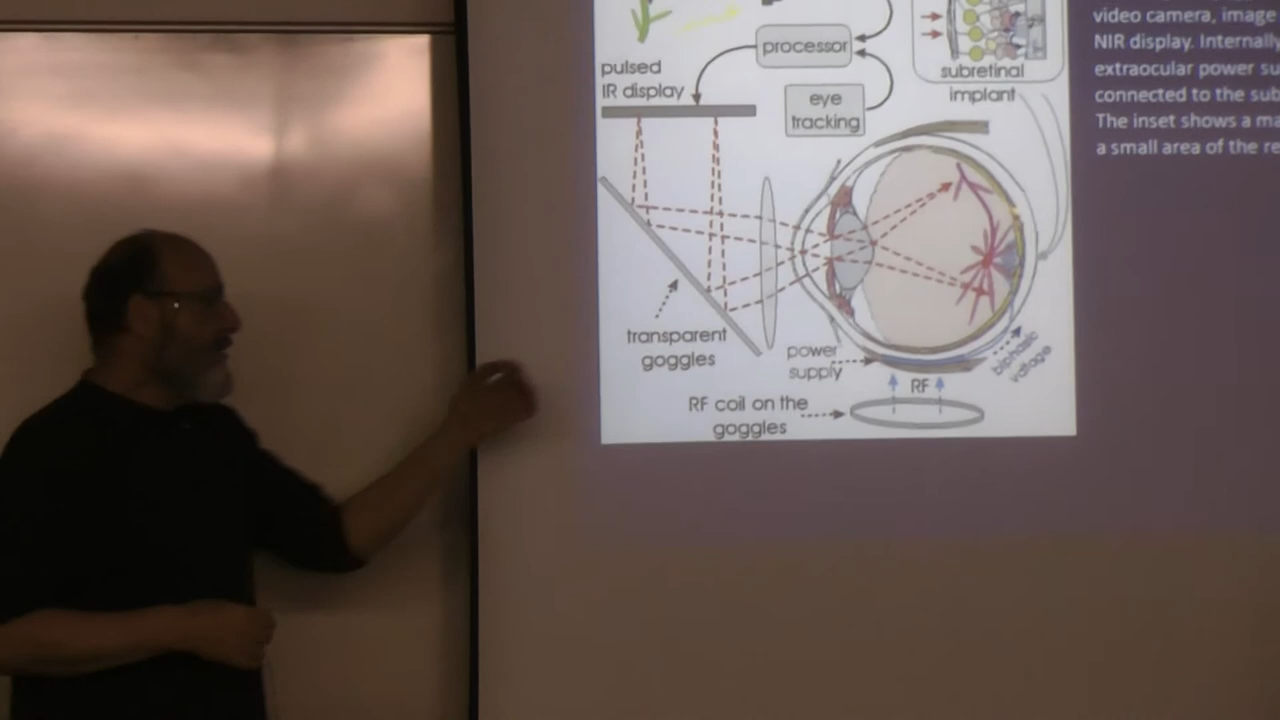 processor
pulsed
IR display
eye
tracking
subretinal
implant
transparent
goggles
power
supply
RF
biphasic
voltage
RF coil on the
goggles
video camera, image
NIR display. Internally
extraocular power su
connected to the sub
The inset shows a ma
a small area of the re